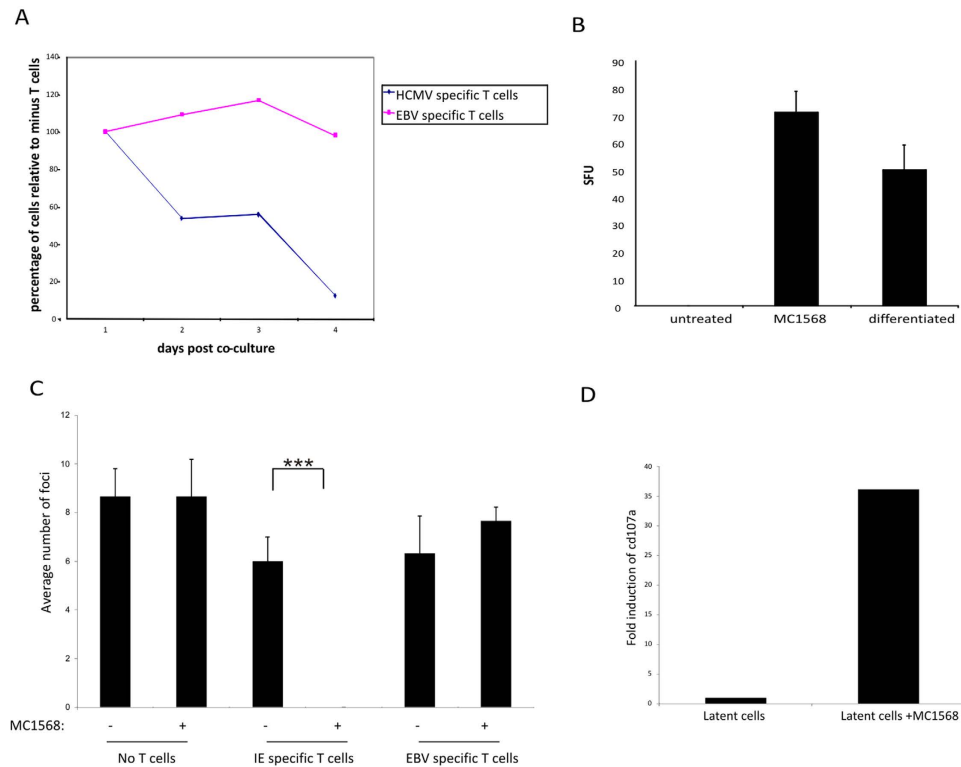 A
140
120
100
80
60
40
20
0
1 2 3 4
percentage of cells relative to minus T cells
days post co-culture
HCMV specific T cells
EBV specific T cells
B
90
80
70
60
50
40
30
20
10
0
SFU
untreated MC1568 differentiated
C
12
10
8
6
4
2
0
Average number of foci
***
MC1568: - + - + - +
No T cells IE specific T cells EBV specific T cells
D
40
35
30
25
20
15
10
5
0
Fold induction of cd107a
Latent cells Latent cells +MC1568